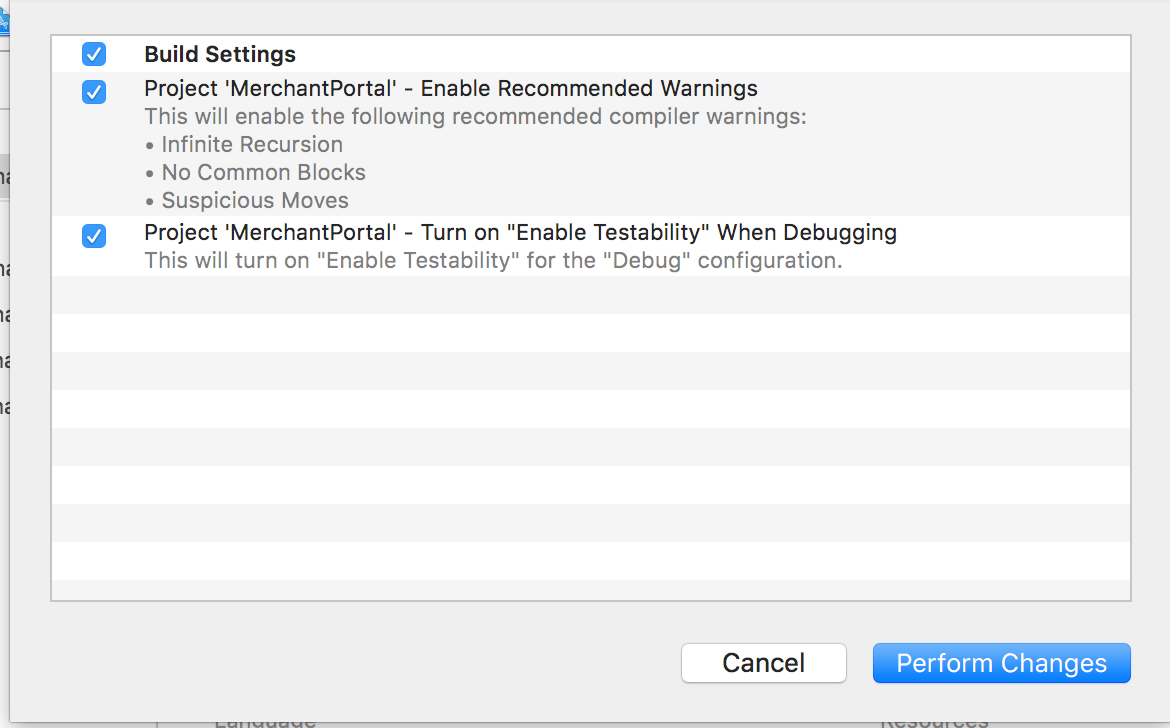 Build Settings
Project 'MerchantPortal' - Enable Recommended Warnings
This will enable the following recommended compiler warnings:
• Infinite Recursion
• No Common Blocks
• Suspicious Moves
Project 'MerchantPortal' - Turn on "Enable Testability" When Debugging
This will turn on "Enable Testability" for the "Debug" configuration.
Cancel
Perform Changes
Language
Resources